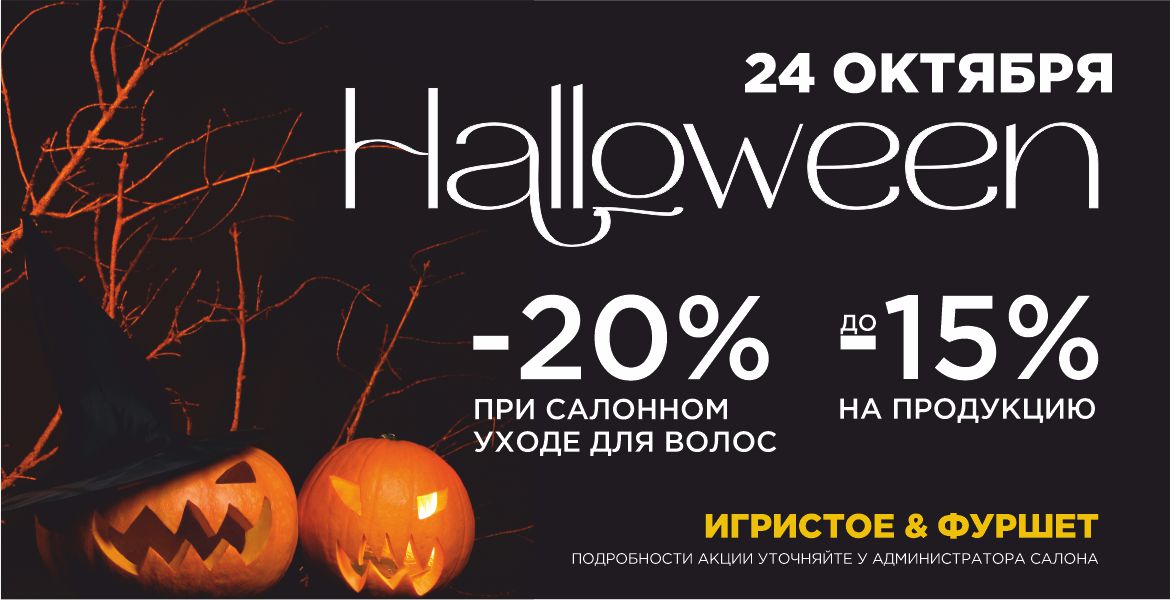 24 ОКТЯБРЯ
Halloween
-20%
ПРИ САЛОННОМ
УХОДЕ ДЛЯ ВОЛОС
ДО
-15%
НА ПРОДУКЦИЮ
ИГРИСТОЕ & ФУРШЕТ
ПОДРОБНОСТИ АКЦИИ УТОЧНЯЙТЕ У АДМИНИСТРАТОРА САЛОНА